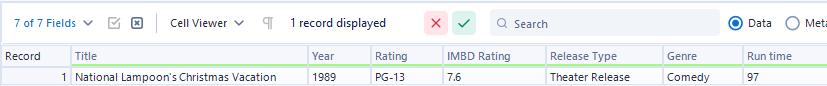 7 of 7 Fields Cell Viewer 1 record displayed Search Data Meta
Record Title Year Rating IMBD Rating Release Type Genre Run time
1 National Lampoon's Christmas Vacation 1989 PG-13 7.6 Theater Release Comedy 97